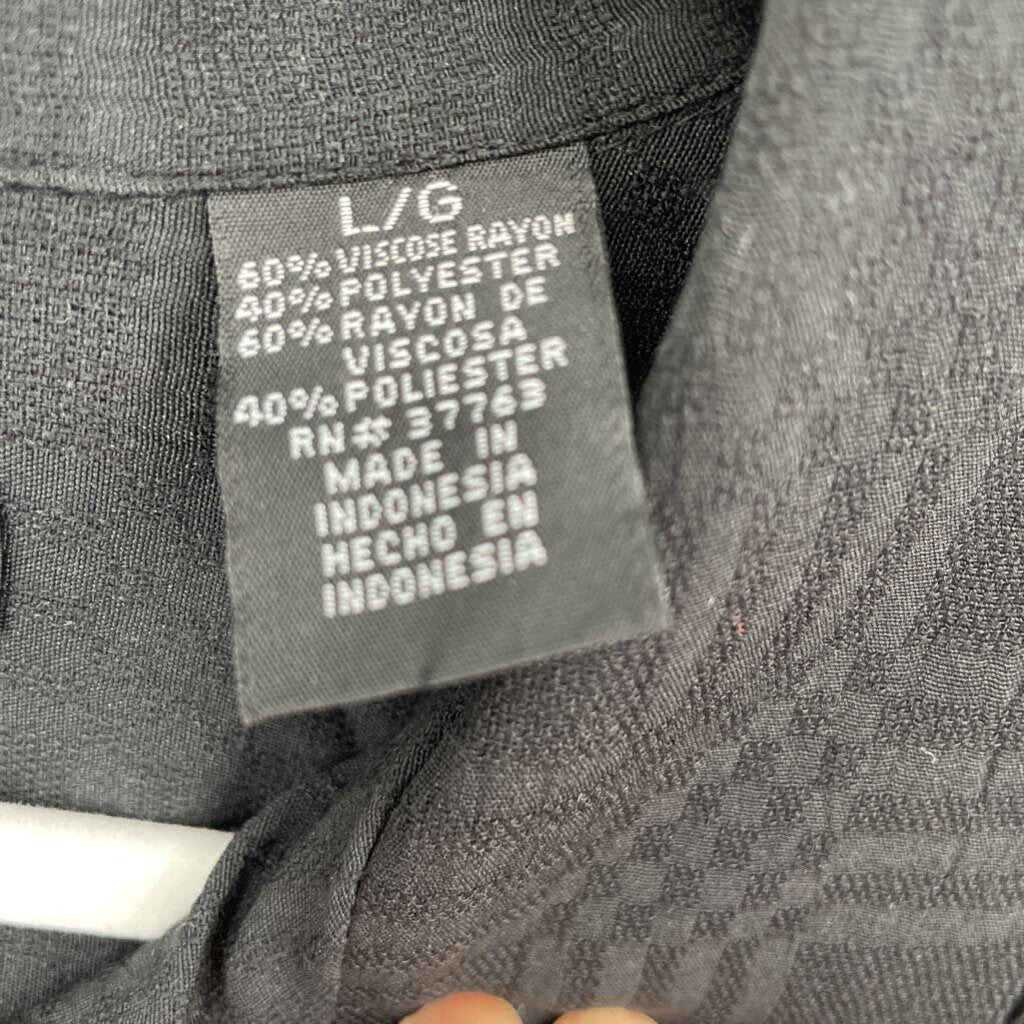 L/G
60% VISCOSE RAYON
40% POLYESTER
60% RAYON DE
VISCOSA
40% POLIESTER
RN# 37763
MADE IN
INDONESIA
HECHO EN
INDONESIA